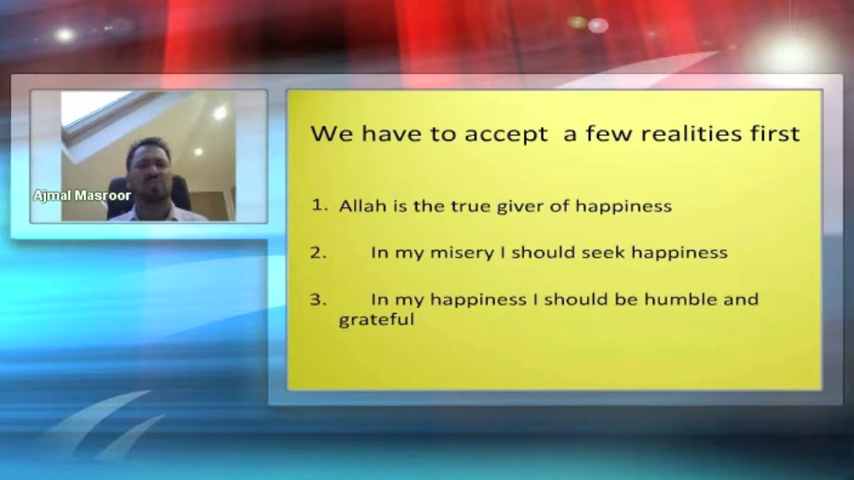 Ajmal Masroor
We have to accept a few realities first
1. Allah is the true giver of happiness
2. In my misery I should seek happiness
3. In my happiness I should be humble and
grateful